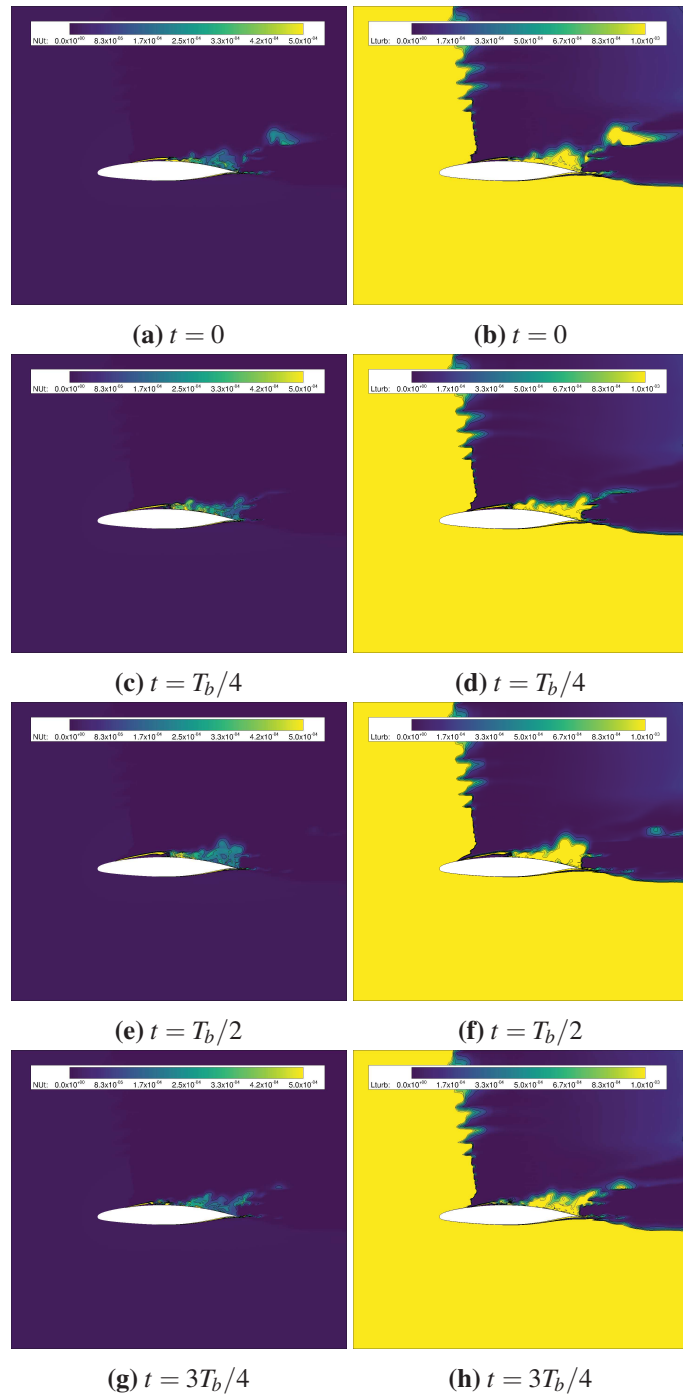 NUt: 0.0x10⁺⁰⁰ 8.3x10⁻⁰⁵ 1.7x10⁻⁰⁴ 2.5x10⁻⁰⁴ 3.3x10⁻⁰⁴ 4.2x10⁻⁰⁴ 5.0x10⁻⁰⁴
Lturb: 0.0x10⁺⁰⁰ 1.7x10⁻⁰⁴ 3.3x10⁻⁰⁴ 5.0x10⁻⁰⁴ 6.7x10⁻⁰⁴ 8.3x10⁻⁰⁴ 1.0x10⁻⁰³
(a) t = 0
(b) t = 0
NUt: 0.0x10⁺⁰⁰ 8.3x10⁻⁰⁵ 1.7x10⁻⁰⁴ 2.5x10⁻⁰⁴ 3.3x10⁻⁰⁴ 4.2x10⁻⁰⁴ 5.0x10⁻⁰⁴
Lturb: 0.0x10⁺⁰⁰ 1.7x10⁻⁰⁴ 3.3x10⁻⁰⁴ 5.0x10⁻⁰⁴ 6.7x10⁻⁰⁴ 8.3x10⁻⁰⁴ 1.0x10⁻⁰³
(c) t = T_b/4
(d) t = T_b/4
NUt: 0.0x10⁺⁰⁰ 8.3x10⁻⁰⁵ 1.7x10⁻⁰⁴ 2.5x10⁻⁰⁴ 3.3x10⁻⁰⁴ 4.2x10⁻⁰⁴ 5.0x10⁻⁰⁴
Lturb: 0.0x10⁺⁰⁰ 1.7x10⁻⁰⁴ 3.3x10⁻⁰⁴ 5.0x10⁻⁰⁴ 6.7x10⁻⁰⁴ 8.3x10⁻⁰⁴ 1.0x10⁻⁰³
(e) t = T_b/2
(f) t = T_b/2
NUt: 0.0x10⁺⁰⁰ 8.3x10⁻⁰⁵ 1.7x10⁻⁰⁴ 2.5x10⁻⁰⁴ 3.3x10⁻⁰⁴ 4.2x10⁻⁰⁴ 5.0x10⁻⁰⁴
Lturb: 0.0x10⁺⁰⁰ 1.7x10⁻⁰⁴ 3.3x10⁻⁰⁴ 5.0x10⁻⁰⁴ 6.7x10⁻⁰⁴ 8.3x10⁻⁰⁴ 1.0x10⁻⁰³
(g) t = 3T_b/4
(h) t = 3T_b/4